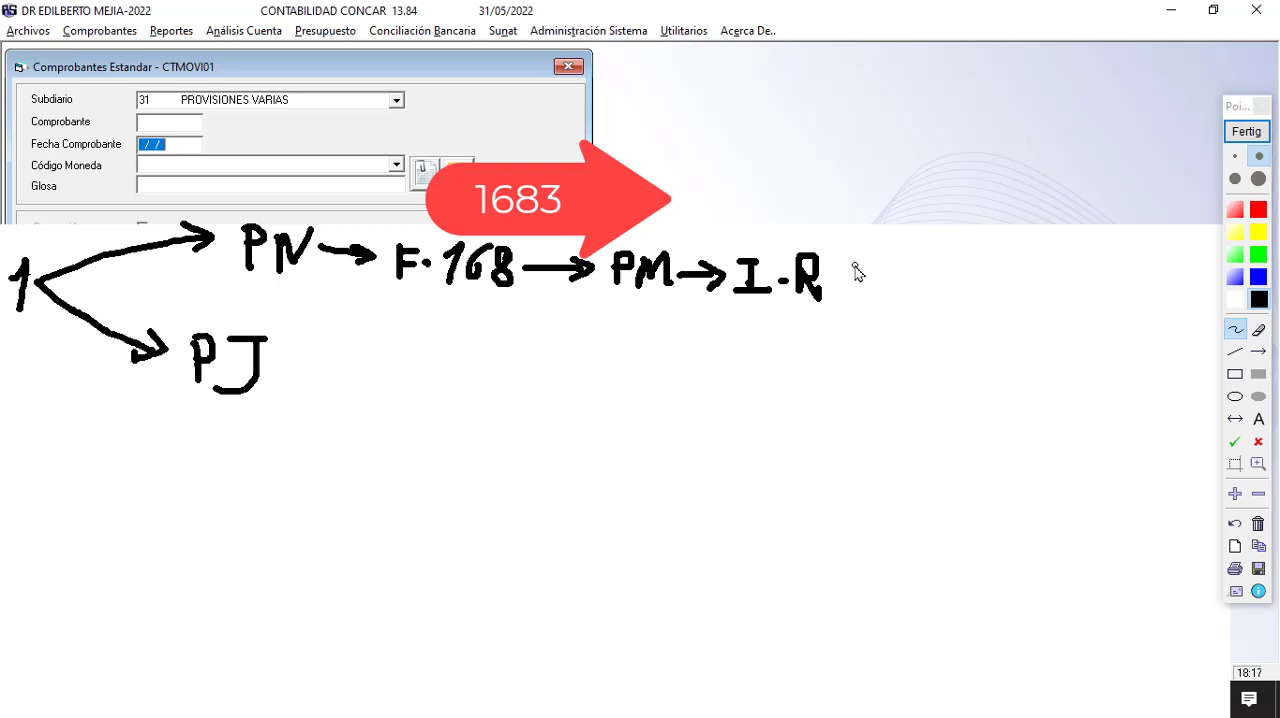 DR EDILBERTO MEJIA-2022 CONTABILIDAD CONCAR 13.84 31/05/2022
Archivos Comprobantes Reportes Análisis Cuenta Presupuesto Conciliación Bancaria Sunat Administración Sistema Utilitarios Acerca De..
Comprobantes Estandar - CTMOVI01
Subdiario 31 PROVISIONES VARIAS
Comprobante
Fecha Comprobante / /
Código Moneda
Glosa
1683
1 PN F.168 PM I-R
PJ
Poi...
Fertig
A
18:17